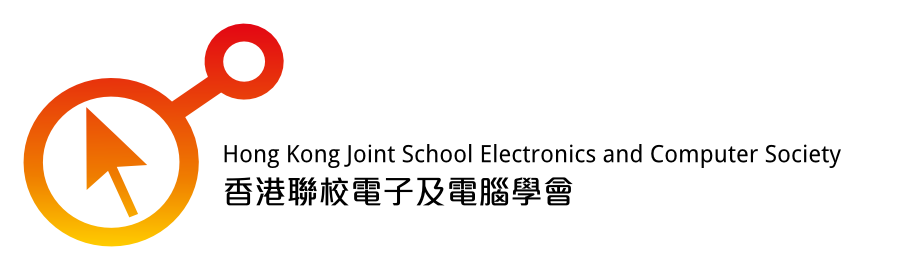 Hong Kong Joint School Electronics and Computer Society
香港聯校電子及電腦學會